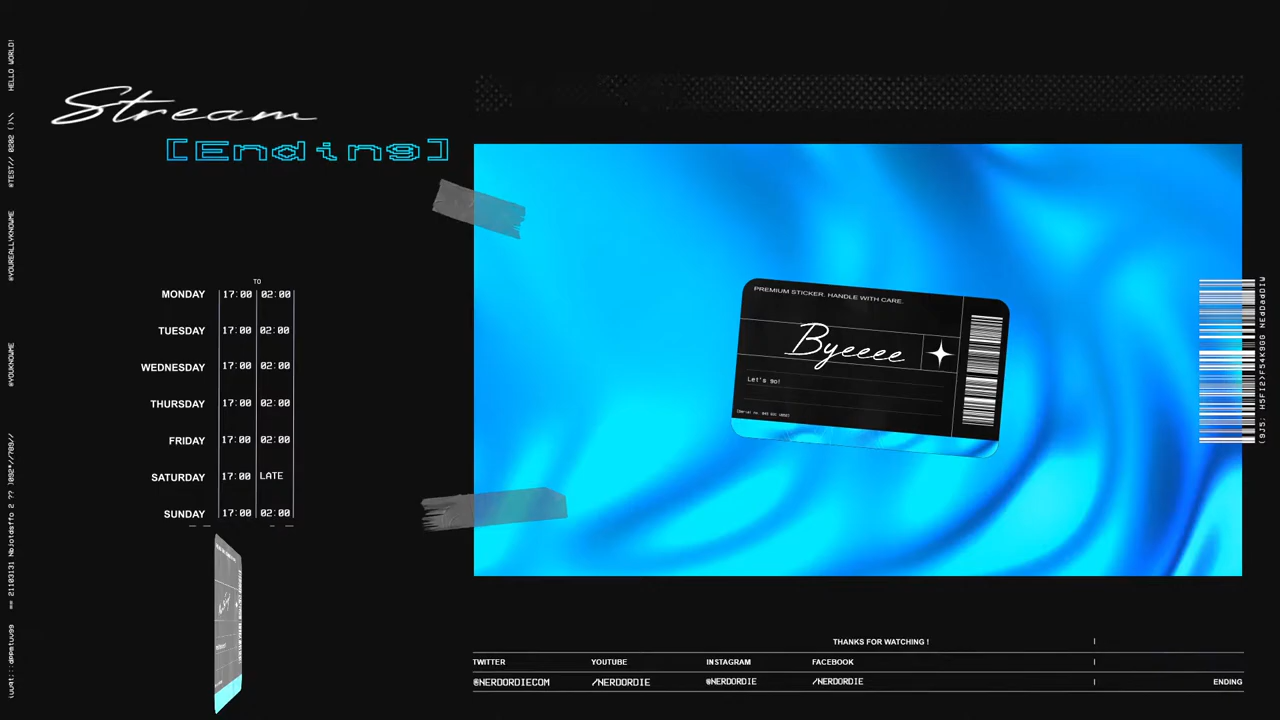 Stream
[Ending]
TO
MONDAY 17:00 02:00
TUESDAY 17:00 02:00
WEDNESDAY 17:00 02:00
THURSDAY 17:00 02:00
FRIDAY 17:00 02:00
SATURDAY 17:00 LATE
SUNDAY 17:00 02:00
PREMIUM STICKER. HANDLE WITH CARE.
Byeeee
Let's go!
THANKS FOR WATCHING !
TWITTER YOUTUBE INSTAGRAM FACEBOOK
@NERDORDIECOM /NERDORDIE @NERDORDIE /NERDORDIE ENDING
HELLO WORLD!
@TEST// 0202 ()\\
@YOUREALLYKNOWME
@YOUKNOWME